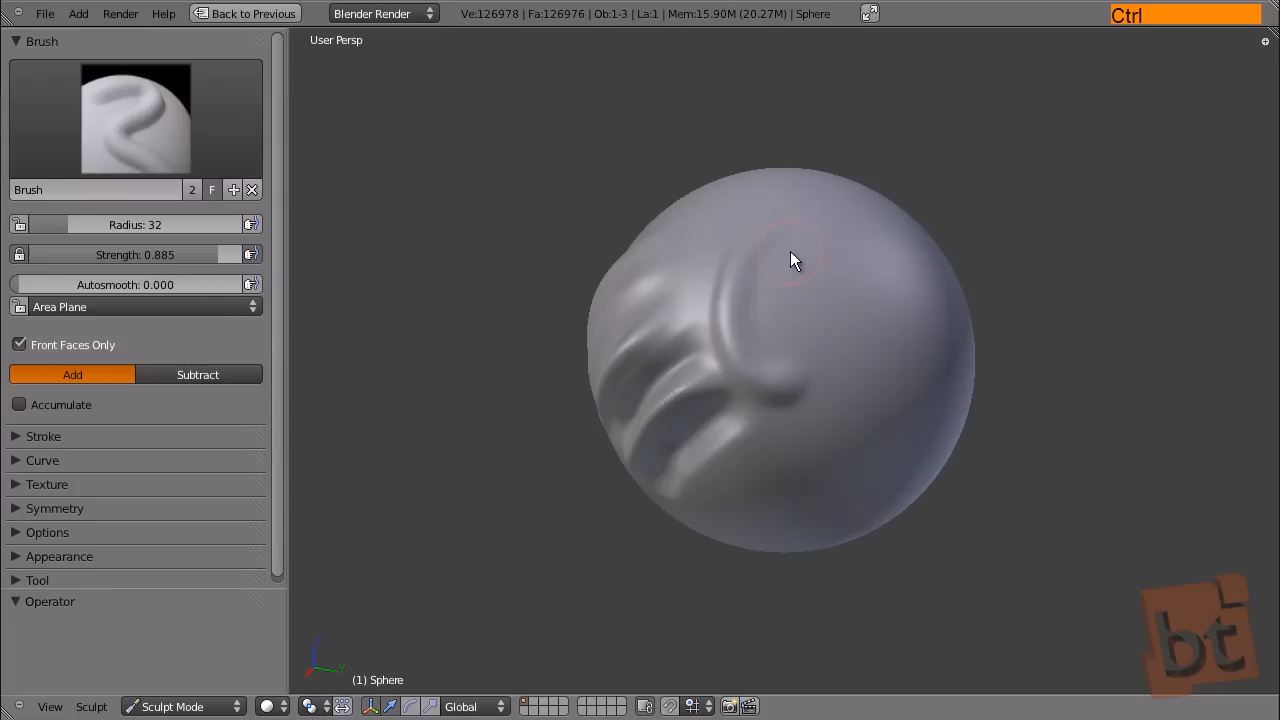 File Add Render Help Back to Previous Blender Render Ve:126978 | Fa:126976 | Ob:1-3 | La:1 | Mem:15.90M (20.27M) | Sphere Ctrl
Brush
User Persp
Brush 2 F
Radius: 32
Strength: 0.885
Autosmooth: 0.000
Area Plane
Front Faces Only
Add Subtract
Accumulate
Stroke
Curve
Texture
Symmetry
Options
Appearance
Tool
Operator
bt
y
(1) Sphere
View Sculpt Sculpt Mode Global